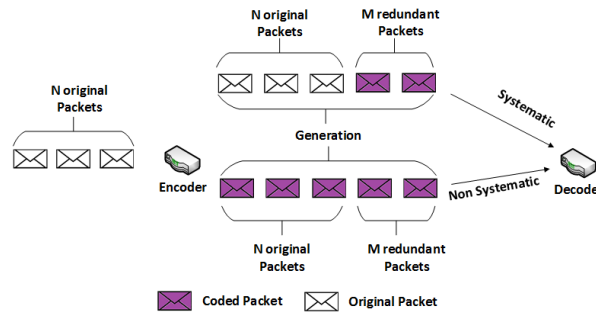 N original
Packets
M redundant
Packets
N original
Packets
Generation
Systematic
Encoder
Non Systematic
Decode
N original
Packets
M redundant
Packets
Coded Packet
Original Packet